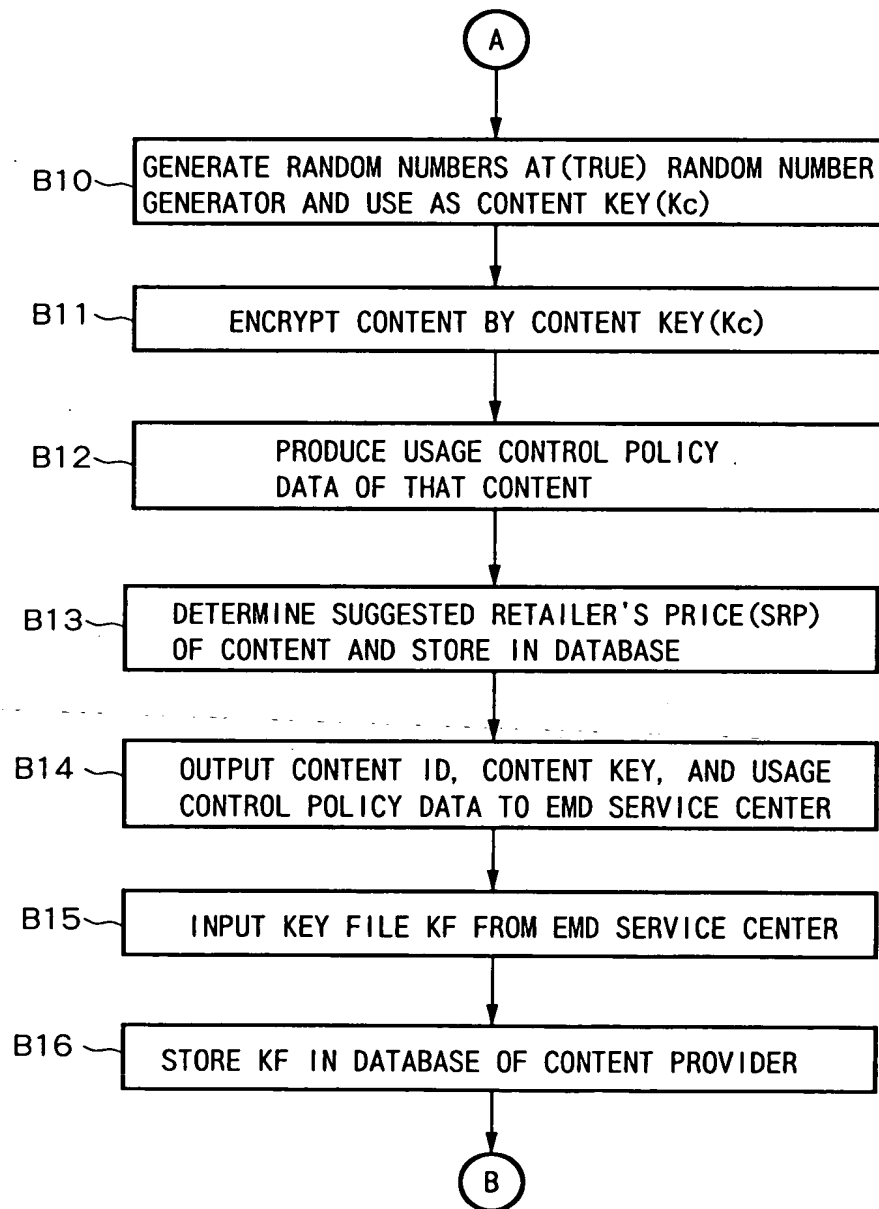 A
B10
GENERATE RANDOM NUMBERS AT(TRUE) RANDOM NUMBER
GENERATOR AND USE AS CONTENT KEY(Kc)
B11
ENCRYPT CONTENT BY CONTENT KEY(Kc)
B12
PRODUCE USAGE CONTROL POLICY
DATA OF THAT CONTENT
B13
DETERMINE SUGGESTED RETAILER'S PRICE(SRP)
OF CONTENT AND STORE IN DATABASE
B14
OUTPUT CONTENT ID, CONTENT KEY, AND USAGE
CONTROL POLICY DATA TO EMD SERVICE CENTER
B15
INPUT KEY FILE KF FROM EMD SERVICE CENTER
B16
STORE KF IN DATABASE OF CONTENT PROVIDER
B